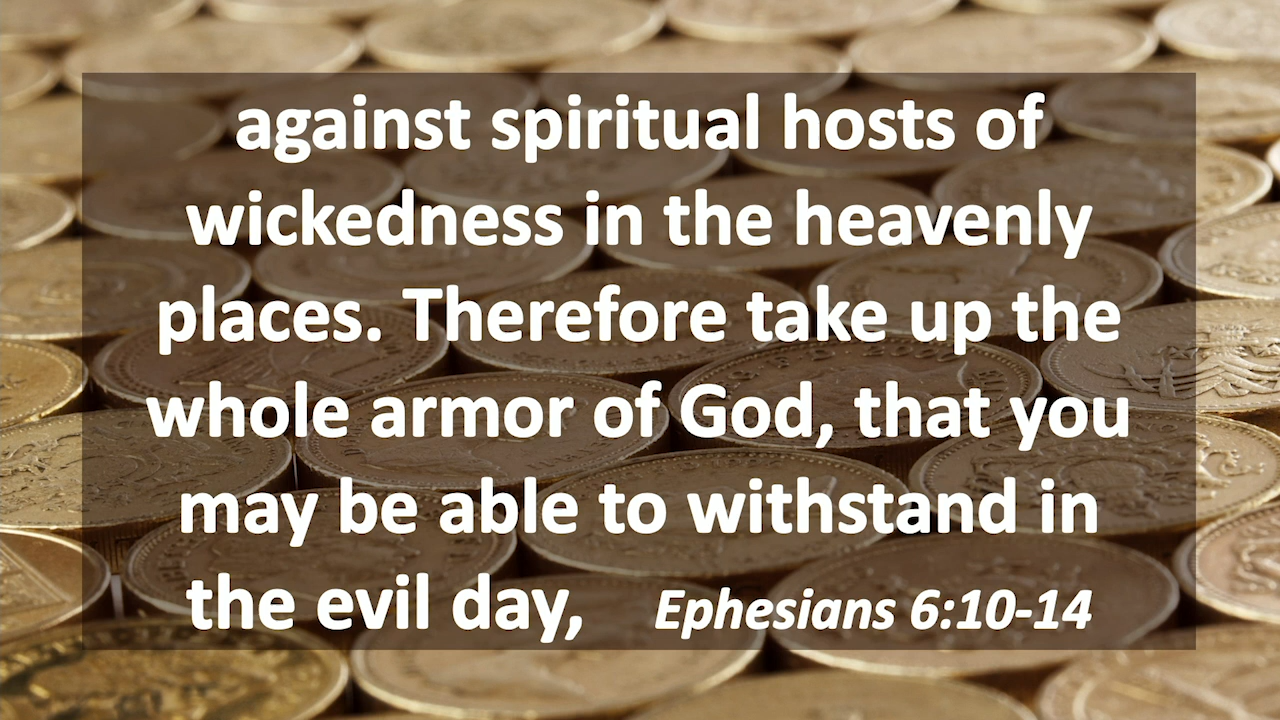 against spiritual hosts of
wickedness in the heavenly
places. Therefore take up the
whole armor of God, that you
may be able to withstand in
the evil day, Ephesians 6:10-14